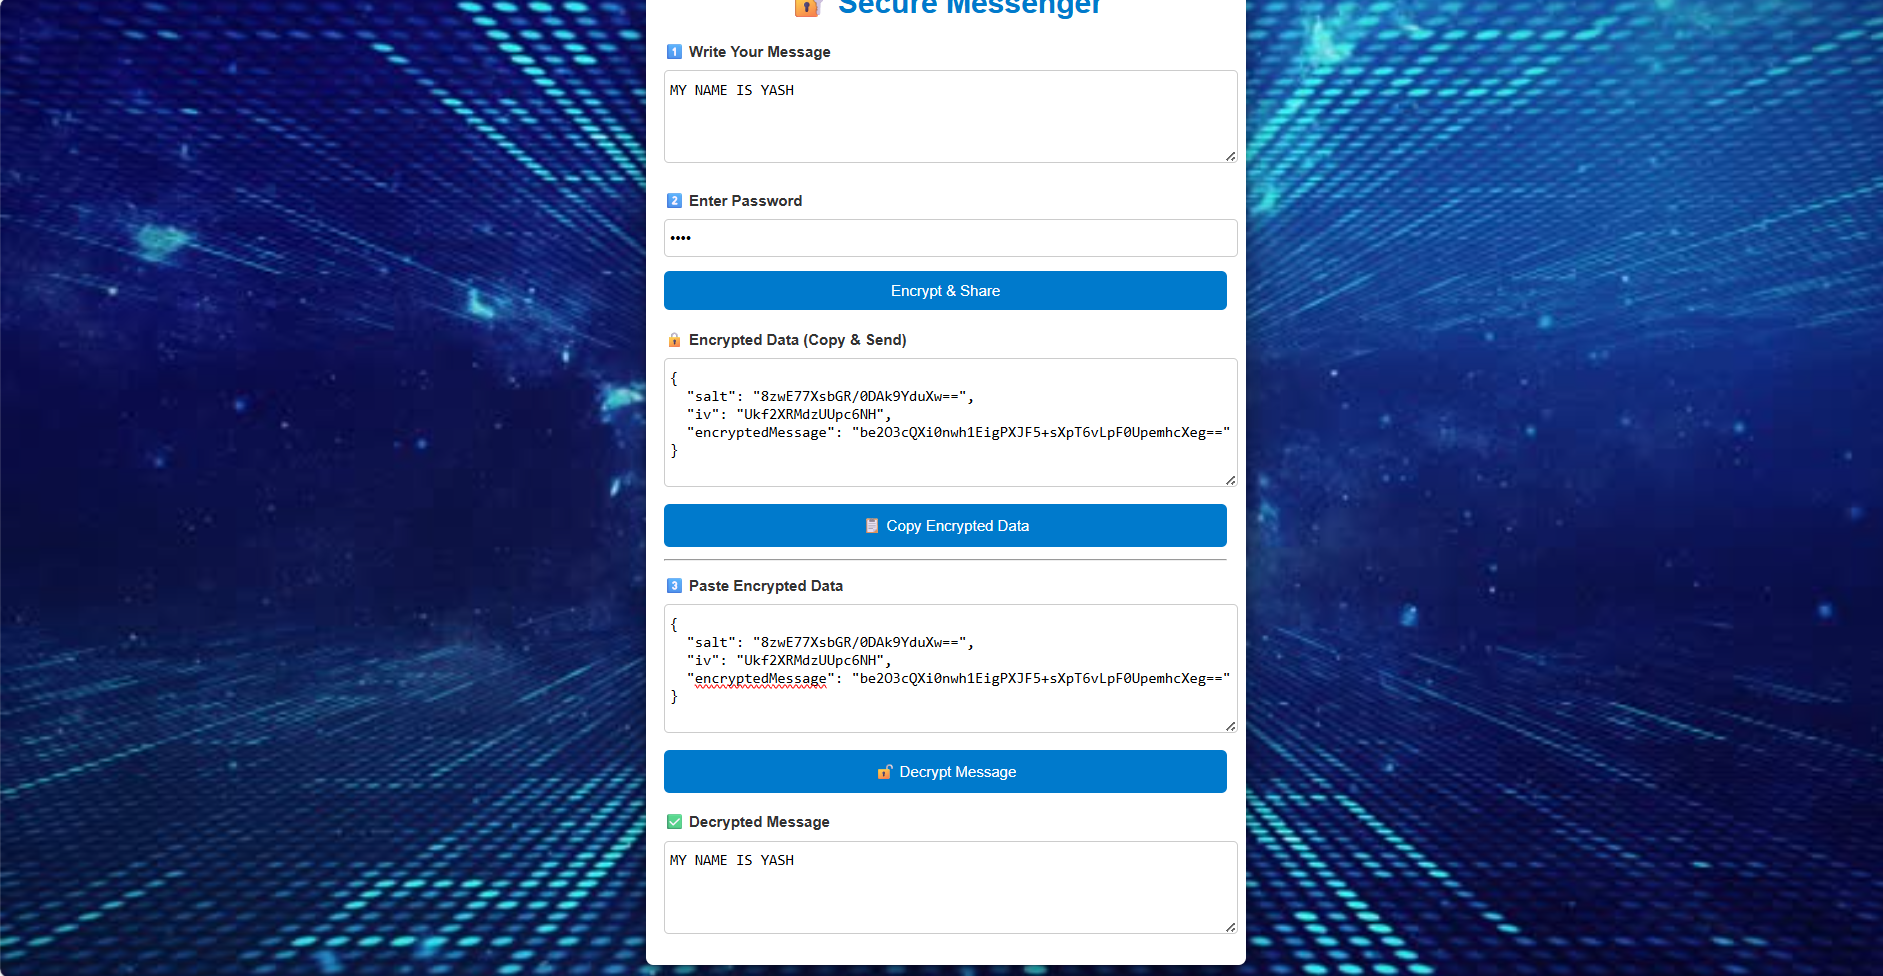 Secure Messenger
1 Write Your Message
MY NAME IS YASH
2 Enter Password
••••
Encrypt & Share
Encrypted Data (Copy & Send)
{
"salt": "8zwE77XsbGR/0DAk9YduXw==",
"iv": "Ukf2XRMdzUUpc6NH",
"encryptedMessage": "be2O3cQXi0nwh1EigPXJF5+sXpT6vLpF0UpemhcXeg=="
}
Copy Encrypted Data
3 Paste Encrypted Data
{
"salt": "8zwE77XsbGR/0DAk9YduXw==",
"iv": "Ukf2XRMdzUUpc6NH",
"encryptedMessage": "be2O3cQXi0nwh1EigPXJF5+sXpT6vLpF0UpemhcXeg=="
}
Decrypt Message
Decrypted Message
MY NAME IS YASH